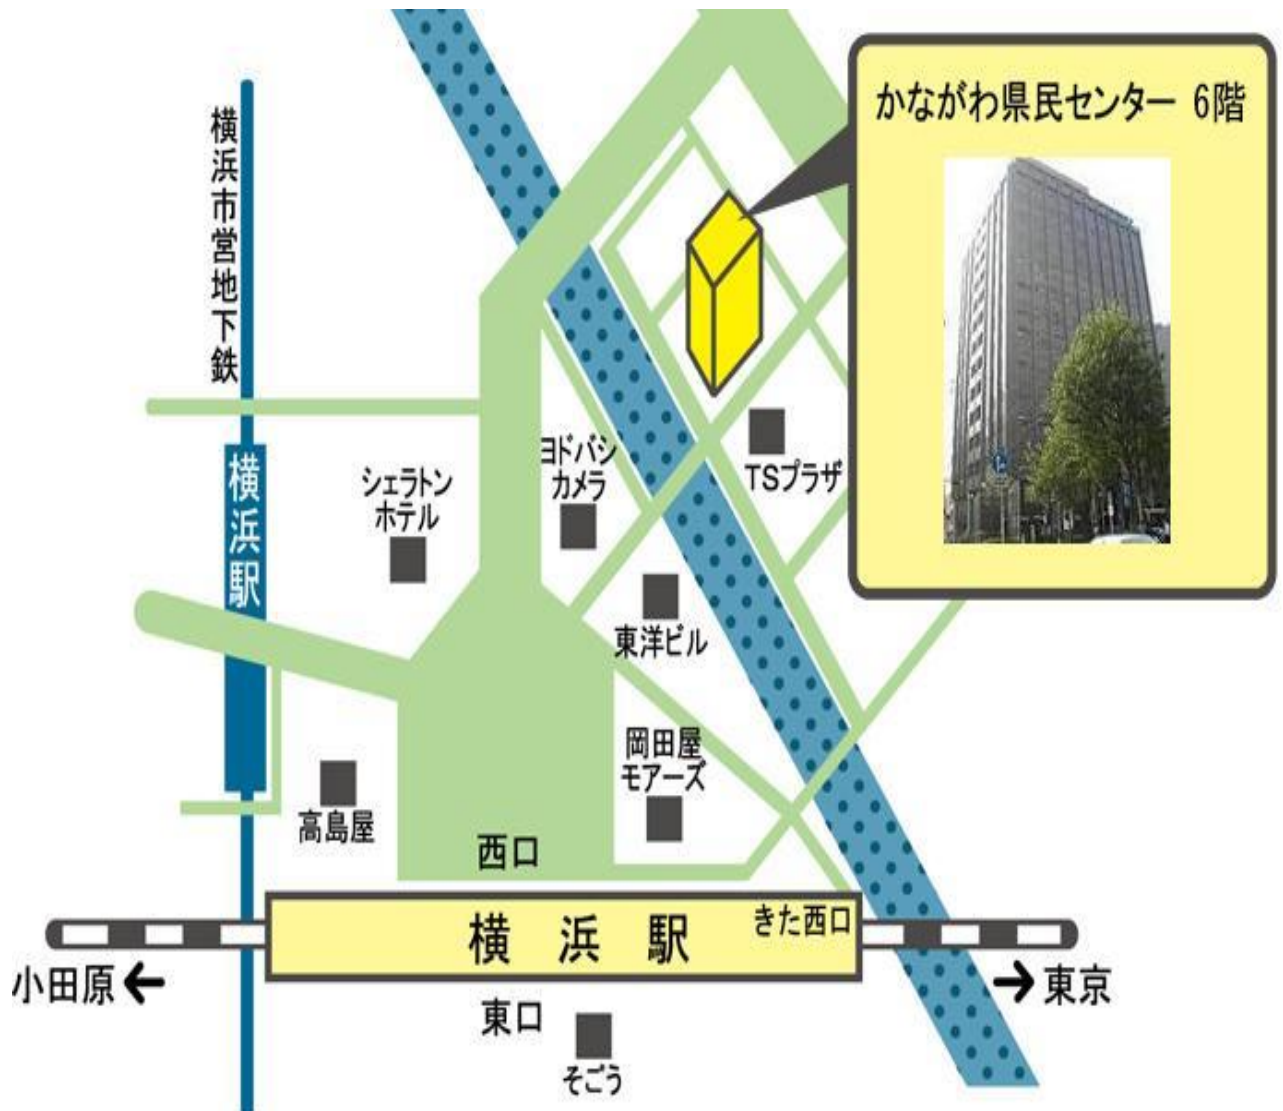 かながわ県民センター 6階
横浜市営地下鉄
横浜駅
シェラトン
ホテル
ヨドバシ
カメラ
TSプラザ
東洋ビル
岡田屋
モアーズ
高島屋
西口
横浜駅
きた西口
小田原←
→東京
東口
そごう